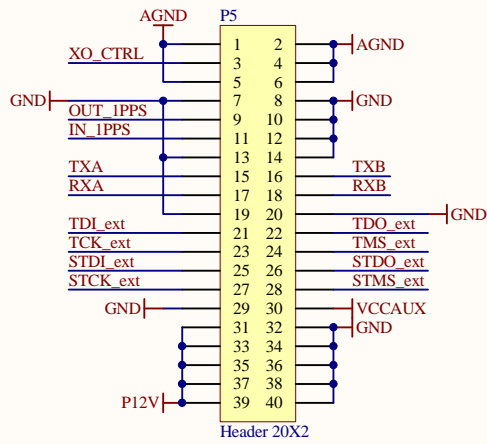 AGND P5
1 2 AGND
XO_CTRL 3 4
5 6
GND 7 8 GND
OUT_1PPS 9 10
IN_1PPS 11 12
13 14
TXA 15 16 TXB
RXA 17 18 RXB
19 20 GND
TDI_ext 21 22 TDO_ext
TCK_ext 23 24 TMS_ext
STDI_ext 25 26 STDO_ext
STCK_ext 27 28 STMS_ext
GND 29 30 VCCAUX
31 32 GND
33 34
35 36
37 38
P12V 39 40
Header 20X2